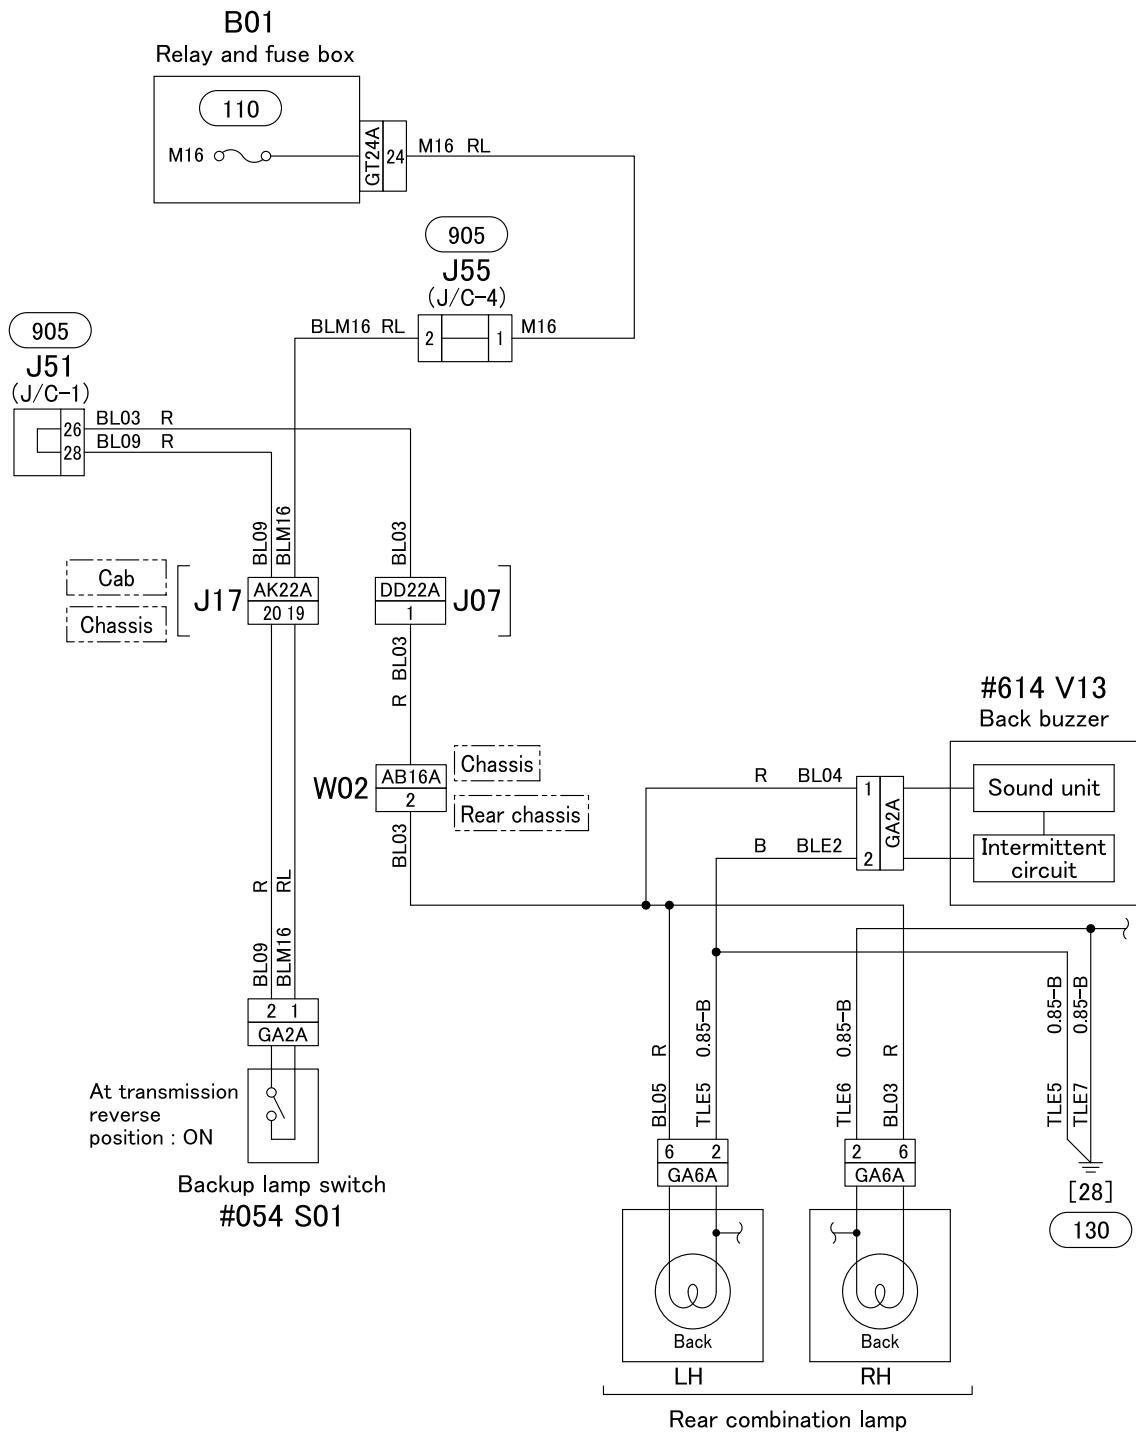 B01
Relay and fuse box
110
M16
GT24A
24
M16 RL
905
J55
(J/C-4)
BLM16 RL
2
1
M16
905
J51
(J/C-1)
26
28
BL03 R
BL09 R
BL09
BLM16
BL03
Cab
Chassis
J17
AK22A
20 19
DD22A
1
J07
R BL03
W02
AB16A
2
Chassis
Rear chassis
BL03
#614 V13
Back buzzer
R BL04
1
GA2A
Sound unit
B BLE2
2
Intermittent
circuit
BL09 R
BLM16 RL
2 1
GA2A
At transmission
reverse
position : ON
Backup lamp switch
#054 S01
BL05 R
TLE5 0.85-B
TLE6 0.85-B
BL03 R
TLE5 0.85-B
TLE7 0.85-B
6 2
GA6A
2 6
GA6A
[28]
130
Back
Back
LH
RH
Rear combination lamp